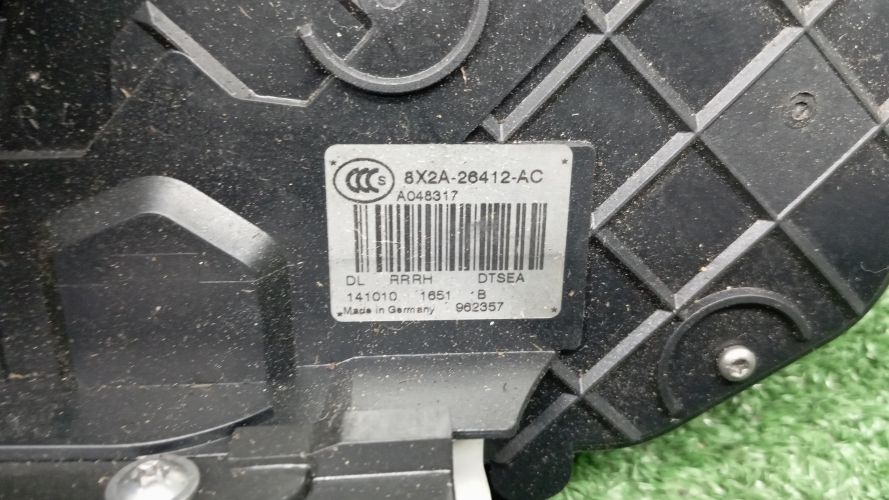 CCC S 8X2A-26412-AC
A048317
DL RRRH DTSEA
141010 1651 B
Made in Germany 962357